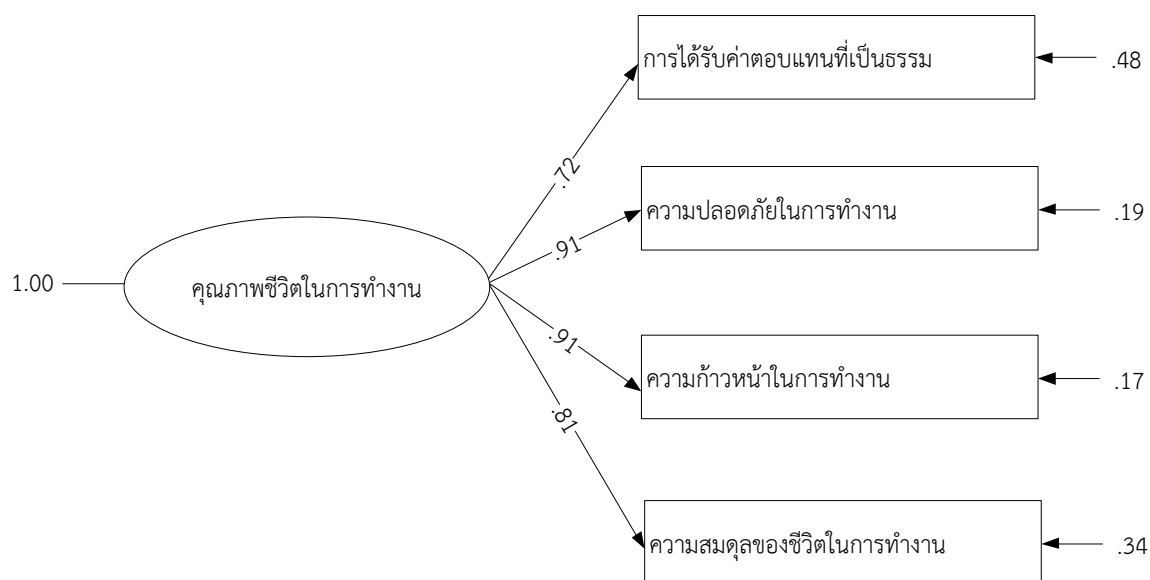 การได้รับค่าตอบแทนที่เป็นธรรม
.48
.72
ความปลอดภัยในการทำงาน
.19
.91
1.00
คุณภาพชีวิตในการทำงาน
.91
ความก้าวหน้าในการทำงาน
.17
.81
ความสมดุลของชีวิตในการทำงาน
.34